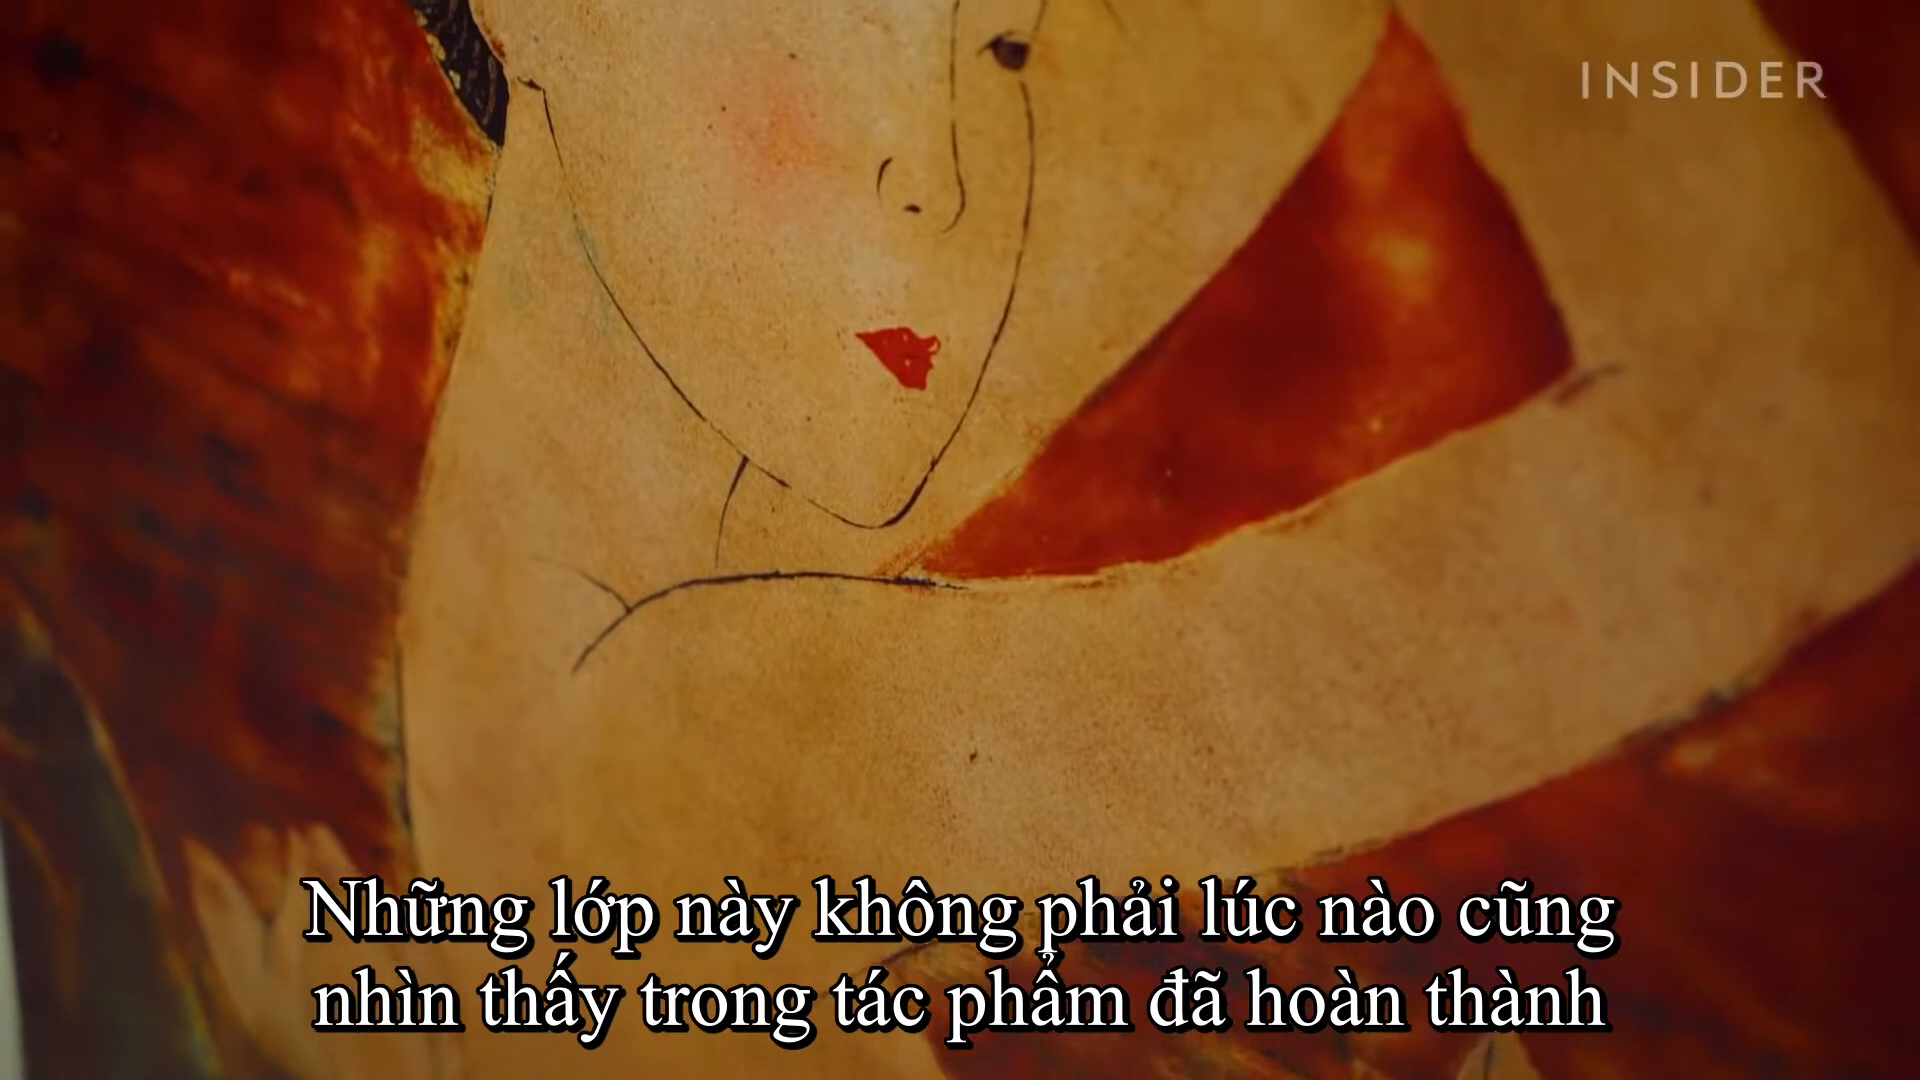 INSIDER
Những lớp này không phải lúc nào cũng
nhìn thấy trong tác phẩm đã hoàn thành